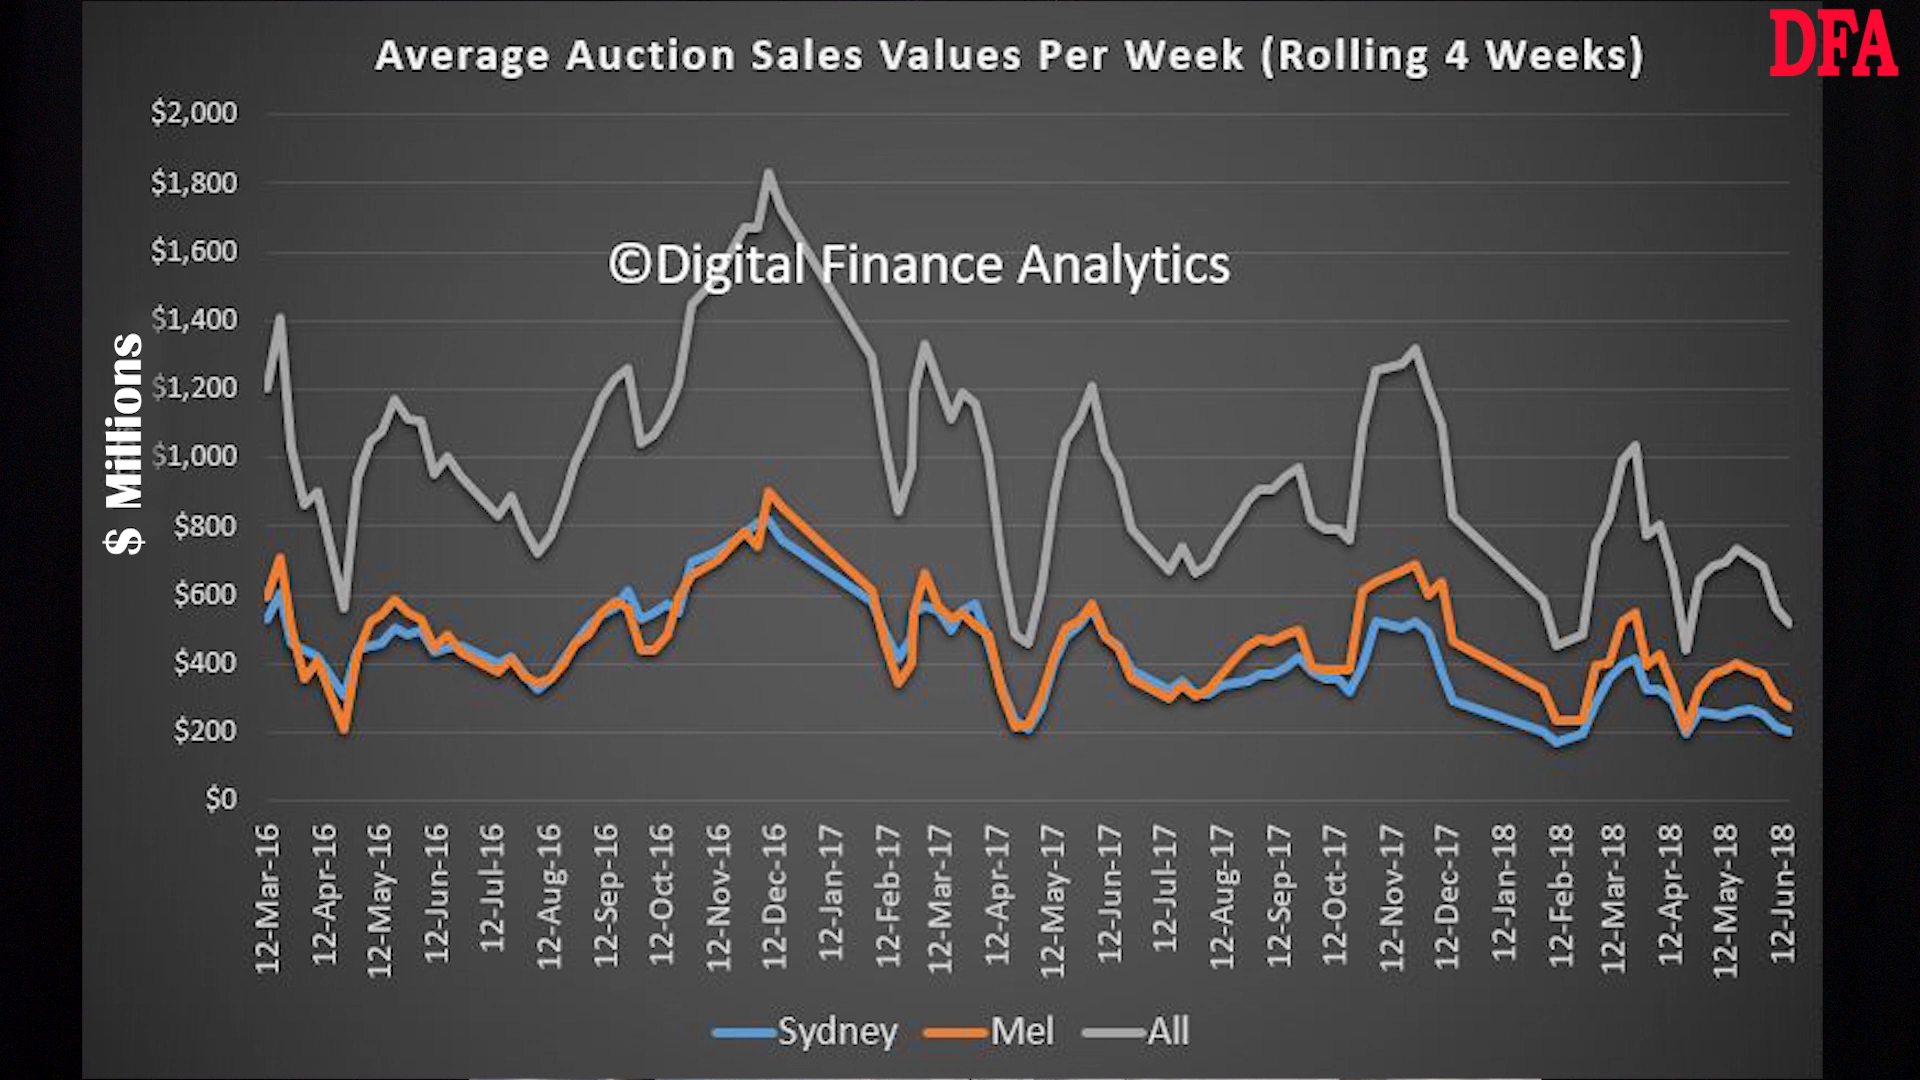 Average Auction Sales Values Per Week (Rolling 4 Weeks)
DFA
$2,000
$1,800
$1,600
$1,400
$1,200
$1,000
$800
$600
$400
$200
$0
$ Millions
©Digital Finance Analytics
12-Mar-16
12-Apr-16
12-May-16
12-Jun-16
12-Jul-16
12-Aug-16
12-Sep-16
12-Oct-16
12-Nov-16
12-Dec-16
12-Jan-17
12-Feb-17
12-Mar-17
12-Apr-17
12-May-17
12-Jun-17
12-Jul-17
12-Aug-17
12-Sep-17
12-Oct-17
12-Nov-17
12-Dec-17
12-Jan-18
12-Feb-18
12-Mar-18
12-Apr-18
12-May-18
12-Jun-18
Sydney Mel All